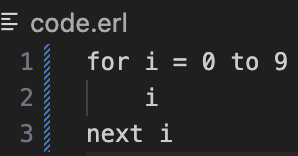 code.erl
1 for i = 0 to 9
2     i
3 next i